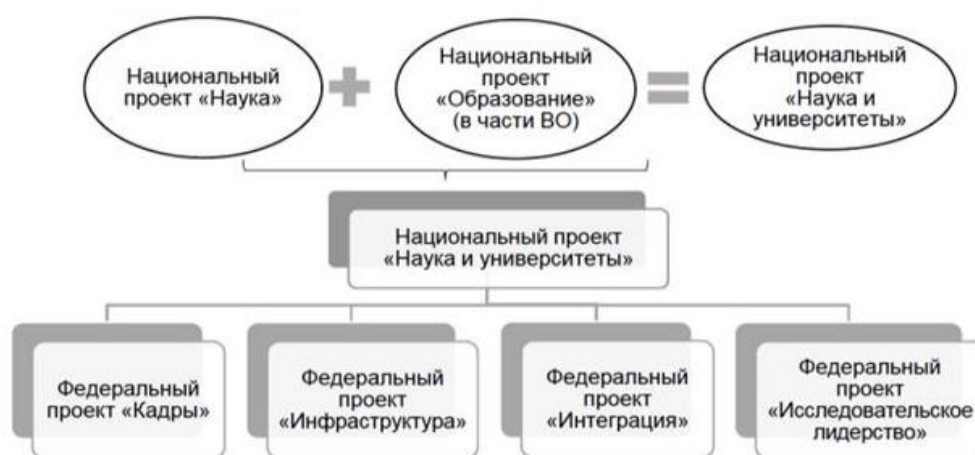 Национальный
проект «Наука»
Национальный
проект
«Образование»
(в части ВО)
Национальный
проект
«Наука и
университеты»
Национальный проект
«Наука и университеты»
Федеральный
проект «Кадры»
Федеральный
проект
«Инфраструктура»
Федеральный
проект
«Интеграция»
Федеральный
проект
«Исследовательское
лидерство»